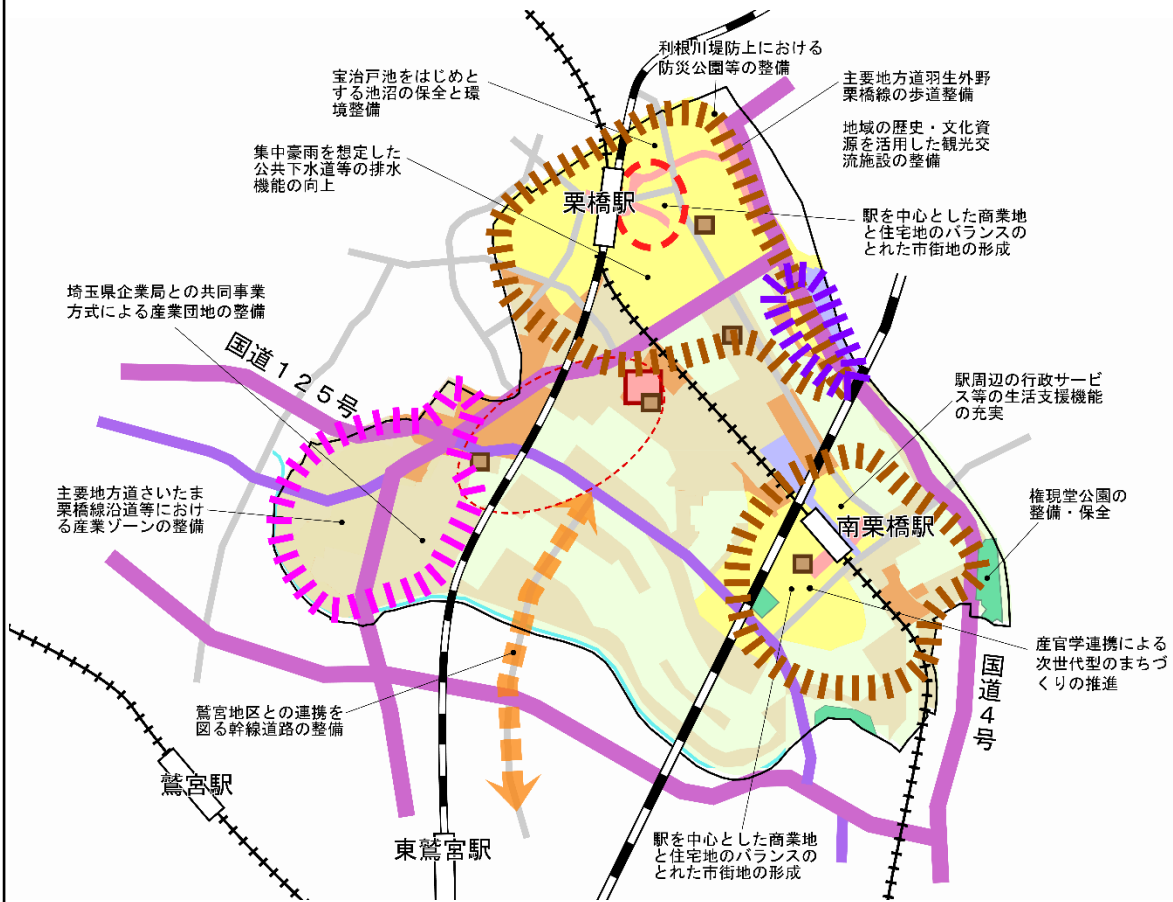 利根川堤防上における
防災公園等の整備
宝治戸池をはじめと
する池沼の保全と環
境整備
主要地方道羽生外野
栗橋線の歩道整備
地域の歴史・文化資
源を活用した観光交
流施設の整備
集中豪雨を想定した
公共下水道等の排水
機能の向上
栗橋駅
駅を中心とした商業地
と住宅地のバランスの
とれた市街地の形成
埼玉県企業局との共同事業
方式による産業団地の整備
国道125号
駅周辺の行政サービ
ス等の生活支援機能
の充実
主要地方道さいたま
栗橋線沿道等におけ
る産業ゾーンの整備
権現堂公園の
整備・保全
南栗橋駅
産官学連携による
次世代型のまちづ
くりの推進
国道4号
鷲宮地区との連携を
図る幹線道路の整備
鷲宮駅
東鷲宮駅
駅を中心とした商業地
と住宅地のバランスの
とれた市街地の形成